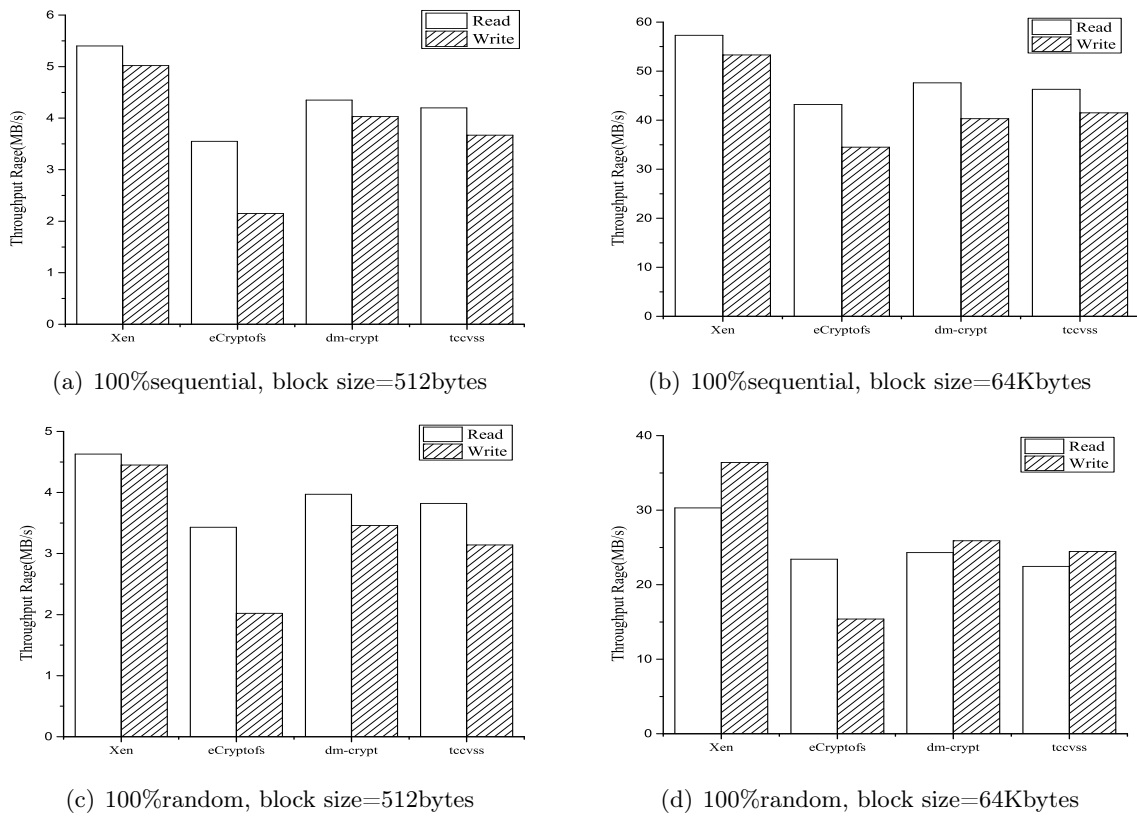 6
5
4
3
2
1
0
Throughput Rage(MB/s)
Read
Write
Xen eCryptofs dm-crypt tccvss
(a) 100%sequential, block size=512bytes
60
50
40
30
20
10
0
Throughput Rage(MB/s)
Read
Write
Xen eCryptofs dm-crypt tccvss
(b) 100%sequential, block size=64Kbytes
5
4
3
2
1
0
Throughput Rage(MB/s)
Read
Write
Xen eCryptofs dm-crypt tccvss
(c) 100%random, block size=512bytes
40
30
20
10
0
Throughput Rage(MB/s)
Read
Write
Xen eCryptofs dm-crypt tccvss
(d) 100%random, block size=64Kbytes